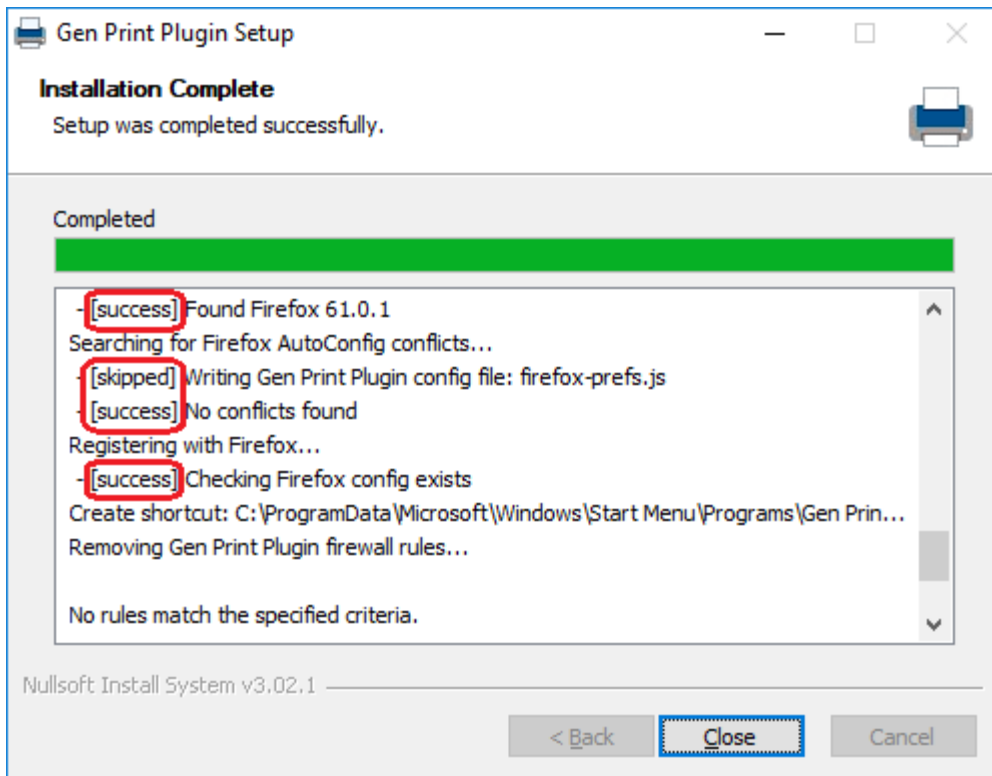 Gen Print Plugin Setup
Installation Complete
Setup was completed successfully.
Completed
- [success] Found Firefox 61.0.1
Searching for Firefox AutoConfig conflicts...
- [skipped] Writing Gen Print Plugin config file: firefox-prefs.js
- [success] No conflicts found
Registering with Firefox...
- [success] Checking Firefox config exists
Create shortcut: C:\ProgramData\Microsoft\Windows\Start Menu\Programs\Gen Prin...
Removing Gen Print Plugin firewall rules...
No rules match the specified criteria.
Nullsoft Install System v3.02.1
< Back Close Cancel